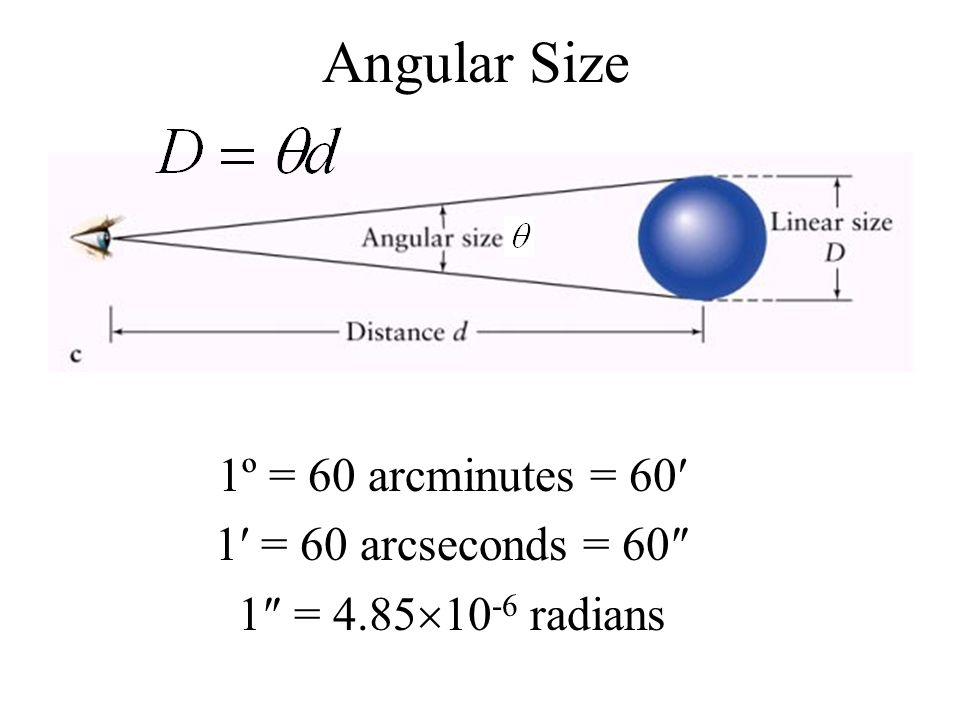 Angular Size
D = θd
Angular size θ
Linear size
D
Distance d
c
1º = 60 arcminutes = 60′
1′ = 60 arcseconds = 60″
1″ = 4.85×10⁻⁶ radians